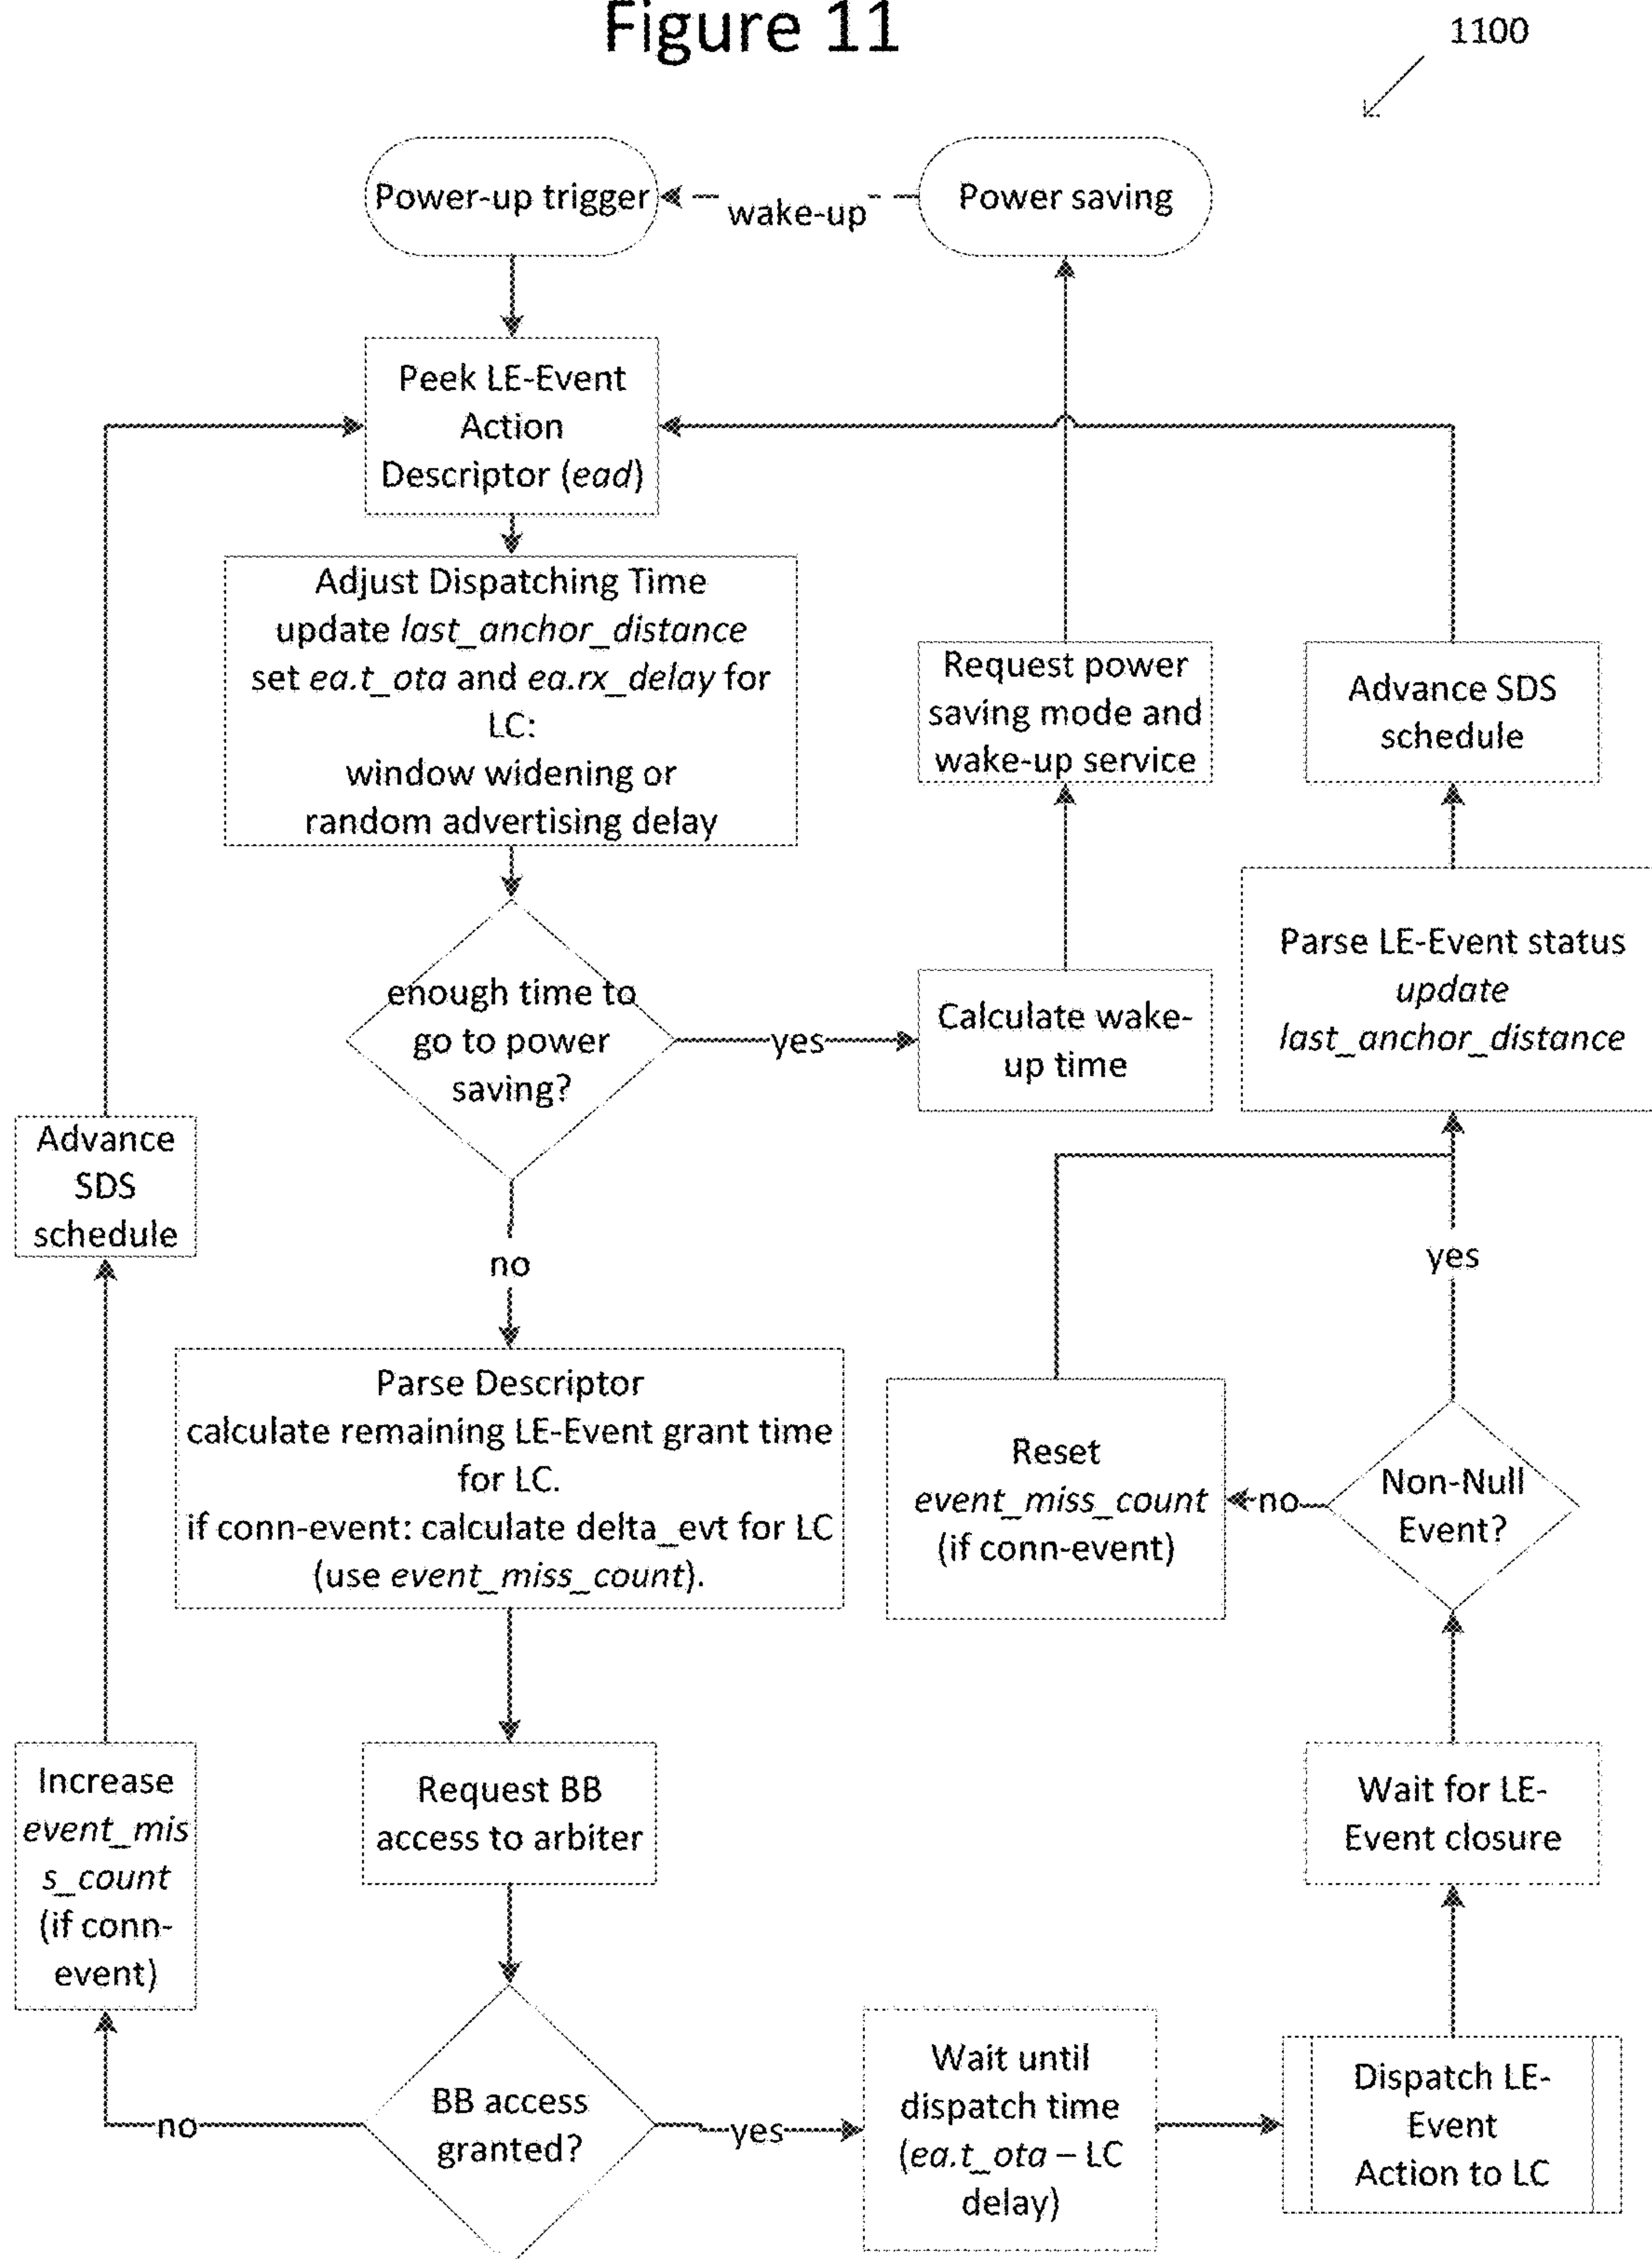 Figure 11
1100
Power-up trigger
wake-up
Power saving
Peek LE-Event
Action
Descriptor (ead)
Adjust Dispatching Time
update last_anchor_distance
set ea.t_ota and ea.rx_delay for
LC:
window widening or
random advertising delay
Request power
saving mode and
wake-up service
Advance SDS
schedule
enough time to
go to power
saving?
yes
Calculate wake-
up time
Parse LE-Event status
update
last_anchor_distance
Advance
SDS
schedule
no
yes
Parse Descriptor
calculate remaining LE-Event grant time
for LC.
if conn-event: calculate delta_evt for LC
(use event_miss_count).
Reset
event_miss_count
(if conn-event)
no
Non-Null
Event?
Increase
event_mis
s_count
(if conn-
event)
Request BB
access to arbiter
Wait for LE-
Event closure
no
BB access
granted?
yes
Wait until
dispatch time
(ea.t_ota – LC
delay)
Dispatch LE-
Event
Action to LC